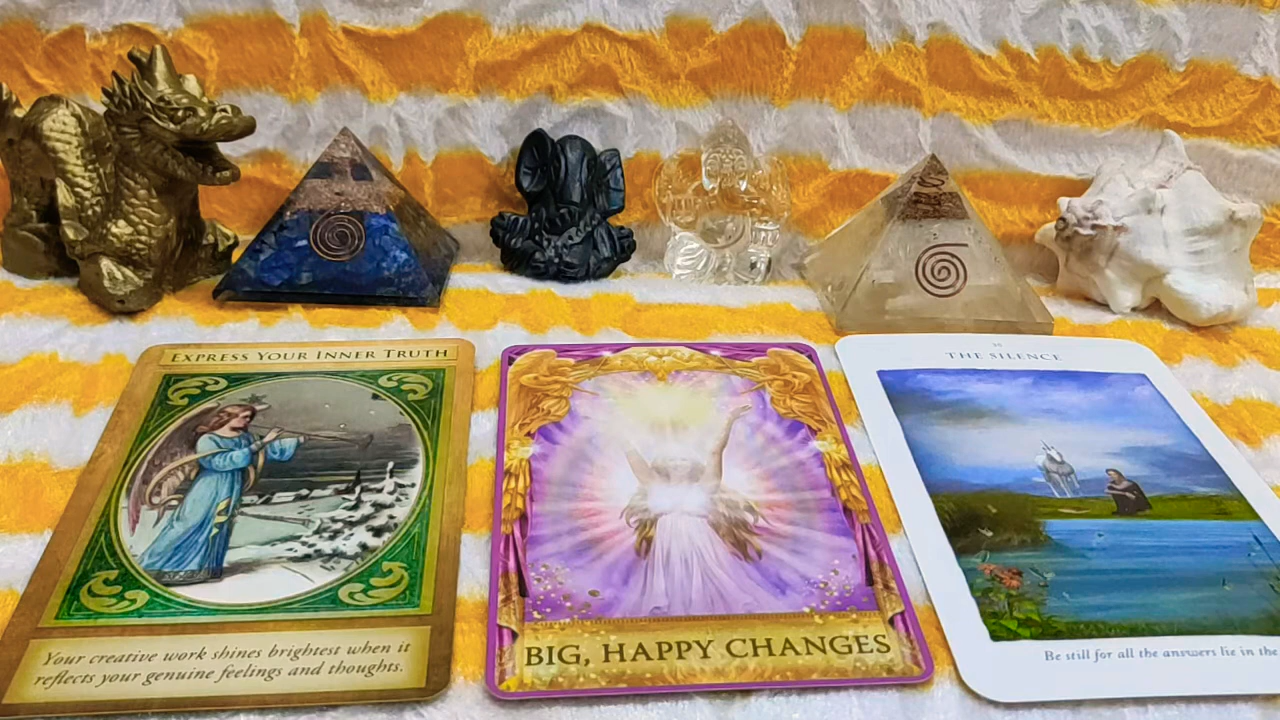 EXPRESS YOUR INNER TRUTH
Your creative work shines brightest when it
reflects your genuine feelings and thoughts.
BIG, HAPPY CHANGES
THE SILENCE
Be still for all the answers lie in the